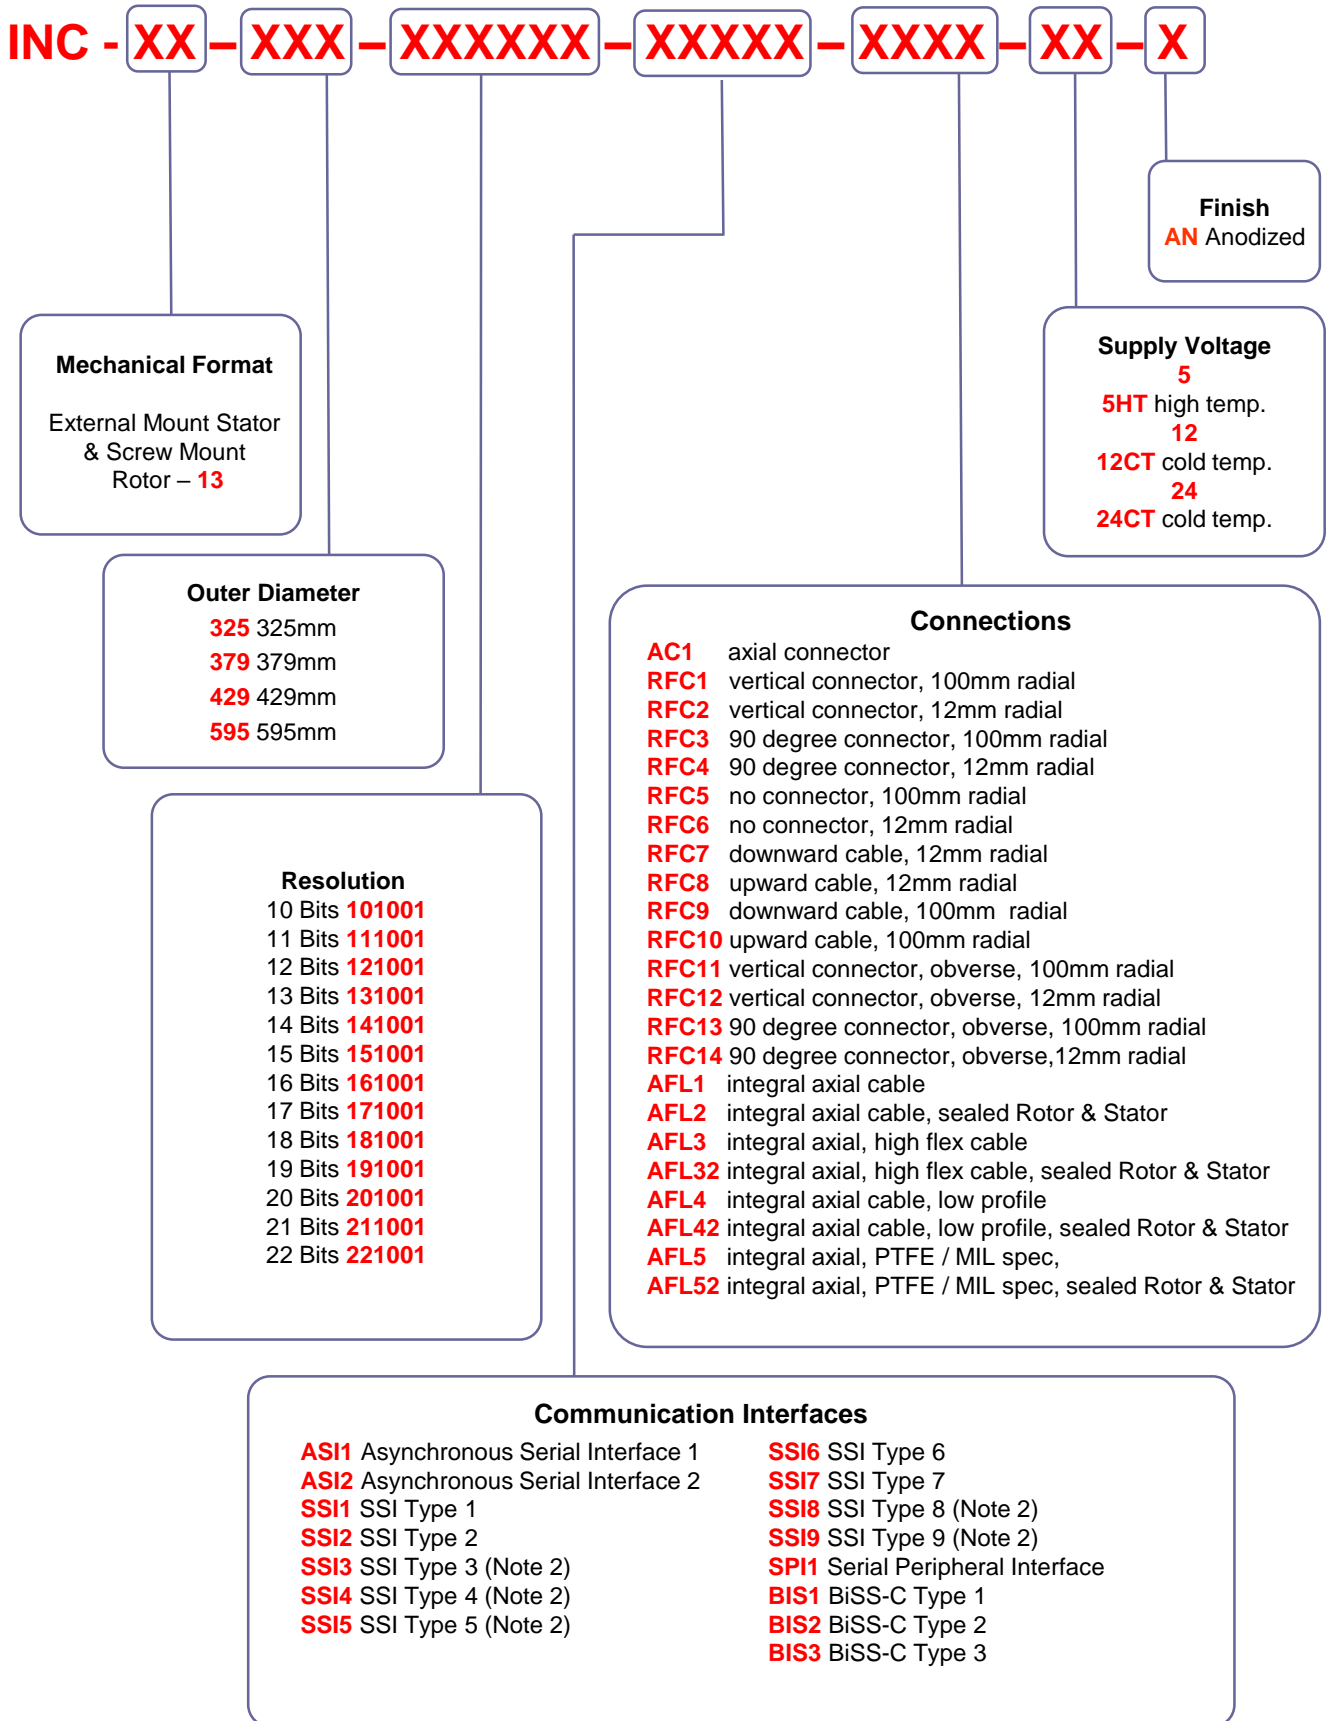 INC - XX – XXX – XXXXXX – XXXXX – XXXX – XX – X
Finish
AN Anodized
Mechanical Format
External Mount Stator
& Screw Mount
Rotor – 13
Supply Voltage
5
5HT high temp.
12
12CT cold temp.
24
24CT cold temp.
Outer Diameter
325 325mm
379 379mm
429 429mm
595 595mm
Connections
AC1 axial connector
RFC1 vertical connector, 100mm radial
RFC2 vertical connector, 12mm radial
RFC3 90 degree connector, 100mm radial
RFC4 90 degree connector, 12mm radial
RFC5 no connector, 100mm radial
RFC6 no connector, 12mm radial
RFC7 downward cable, 12mm radial
RFC8 upward cable, 12mm radial
RFC9 downward cable, 100mm radial
RFC10 upward cable, 100mm radial
RFC11 vertical connector, obverse, 100mm radial
RFC12 vertical connector, obverse, 12mm radial
RFC13 90 degree connector, obverse, 100mm radial
RFC14 90 degree connector, obverse,12mm radial
AFL1 integral axial cable
AFL2 integral axial cable, sealed Rotor & Stator
AFL3 integral axial, high flex cable
AFL32 integral axial, high flex cable, sealed Rotor & Stator
AFL4 integral axial cable, low profile
AFL42 integral axial cable, low profile, sealed Rotor & Stator
AFL5 integral axial, PTFE / MIL spec,
AFL52 integral axial, PTFE / MIL spec, sealed Rotor & Stator
Resolution
10 Bits 101001
11 Bits 111001
12 Bits 121001
13 Bits 131001
14 Bits 141001
15 Bits 151001
16 Bits 161001
17 Bits 171001
18 Bits 181001
19 Bits 191001
20 Bits 201001
21 Bits 211001
22 Bits 221001
Communication Interfaces
ASI1 Asynchronous Serial Interface 1
ASI2 Asynchronous Serial Interface 2
SSI1 SSI Type 1
SSI2 SSI Type 2
SSI3 SSI Type 3 (Note 2)
SSI4 SSI Type 4 (Note 2)
SSI5 SSI Type 5 (Note 2)
SSI6 SSI Type 6
SSI7 SSI Type 7
SSI8 SSI Type 8 (Note 2)
SSI9 SSI Type 9 (Note 2)
SPI1 Serial Peripheral Interface
BIS1 BiSS-C Type 1
BIS2 BiSS-C Type 2
BIS3 BiSS-C Type 3